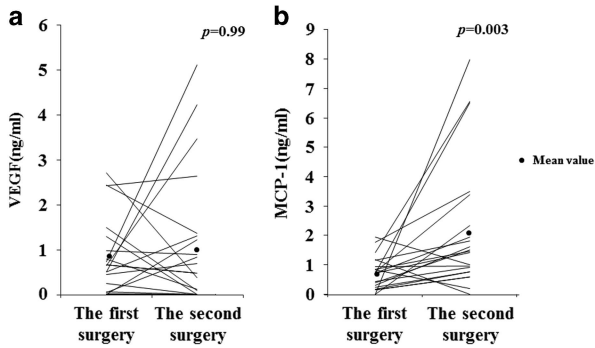 a
p=0.99
6
5
4
3
2
1
0
VEGF(ng/ml)
The first
surgery
The second
surgery
b
p=0.003
9
8
7
6
5
4
3
2
1
0
MCP-1(ng/ml)
The first
surgery
The second
surgery
Mean value